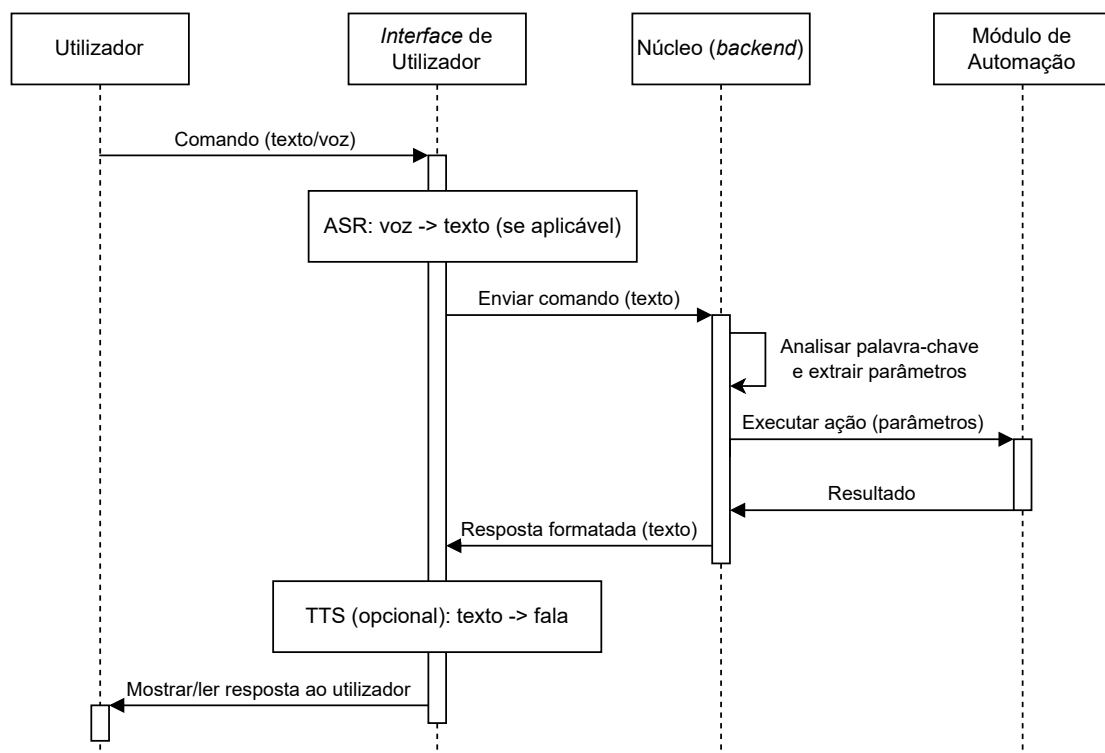 Utilizador
Interface de
Utilizador
Núcleo (backend)
Módulo de
Automação
Comando (texto/voz)
ASR: voz -> texto (se aplicável)
Enviar comando (texto)
Analisar palavra-chave
e extrair parâmetros
Executar ação (parâmetros)
Resultado
Resposta formatada (texto)
TTS (opcional): texto -> fala
Mostrar/ler resposta ao utilizador